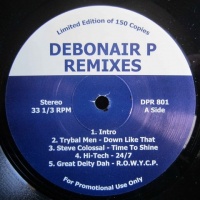 Limited Edition of 150 Copies
DEBONAIR P
REMIXES
Stereo DPR 801
33 1/3 RPM A Side
1. Intro
2. Trybal Men - Down Like That
3. Steve Colossal - Time To Shine
4. Hi-Tech - 24/7
5. Great Deity Dah - R.O.W.Y.C.P.
For Promotional Use Only